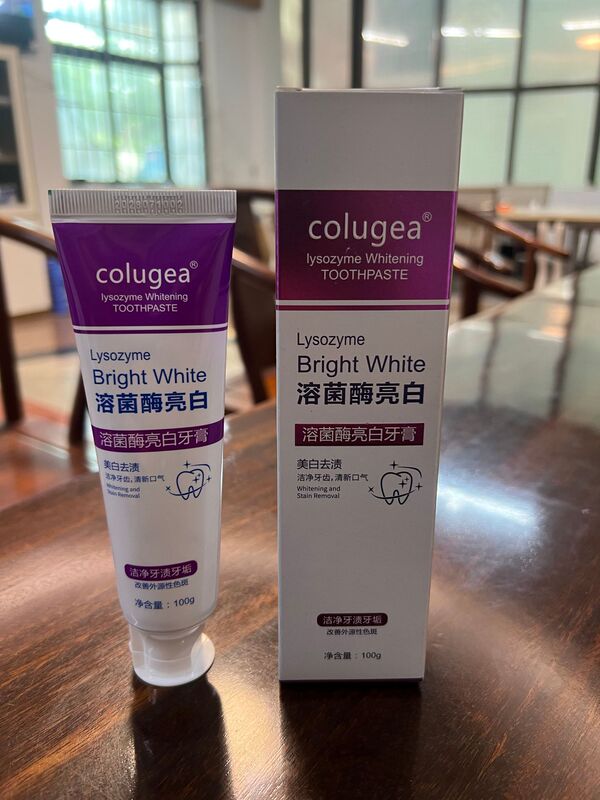 colugea®
lysozyme Whitening
TOOTHPASTE
Lysozyme
Bright White
溶菌酶亮白
溶菌酶亮白牙膏
美白去渍
洁净牙齿，清新口气
Whitening and
Stain Removal
洁净牙渍牙垢
改善外源性色斑
净含量：100g
colugea®
lysozyme Whitening
TOOTHPASTE
Lysozyme
Bright White
溶菌酶亮白
溶菌酶亮白牙膏
美白去渍
洁净牙齿，清新口气
Whitening and
Stain Removal
洁净牙渍牙垢
改善外源性色斑
净含量：100g